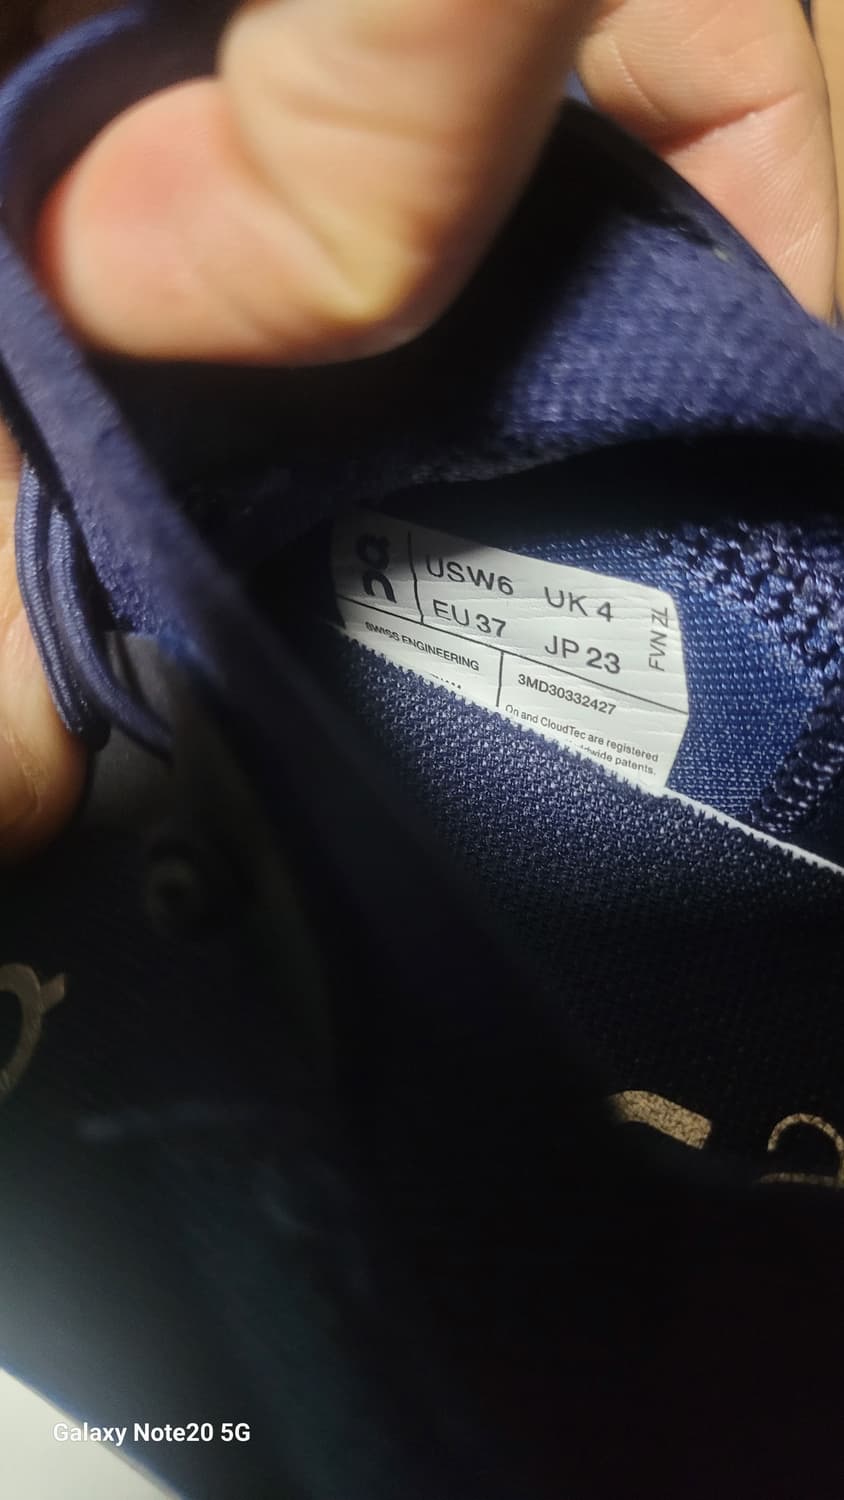 USW6 UK 4
EU 37 JP 23
FVN ZL
SWISS ENGINEERING
3MD30332427
On and CloudTec are registered
patents.
Galaxy Note20 5G